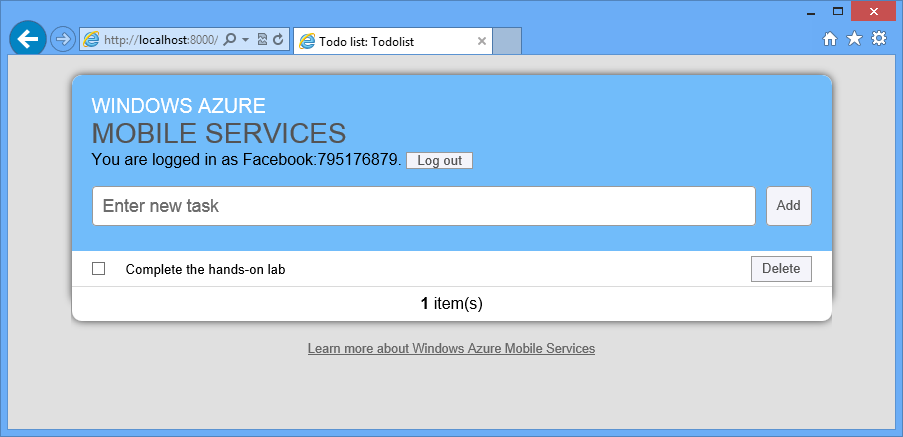 http://localhost:8000/
Todo list: Todolist
WINDOWS AZURE
MOBILE SERVICES
You are logged in as Facebook:795176879. Log out
Enter new task
Add
Complete the hands-on lab
Delete
1 item(s)
Learn more about Windows Azure Mobile Services